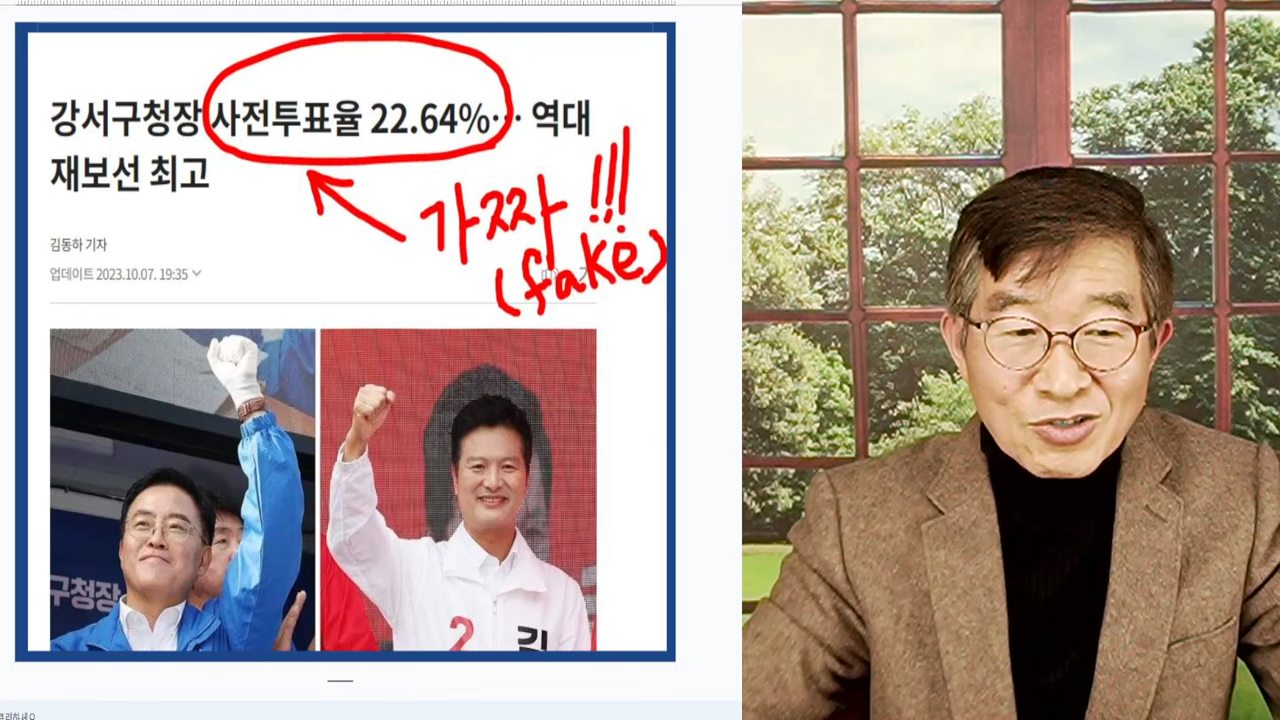 강서구청장 사전투표율 22.64%··· 역대
재보선 최고
가짜 !!!
(fake)
김동하 기자
업데이트 2023.10.07. 19:35
구청장
2